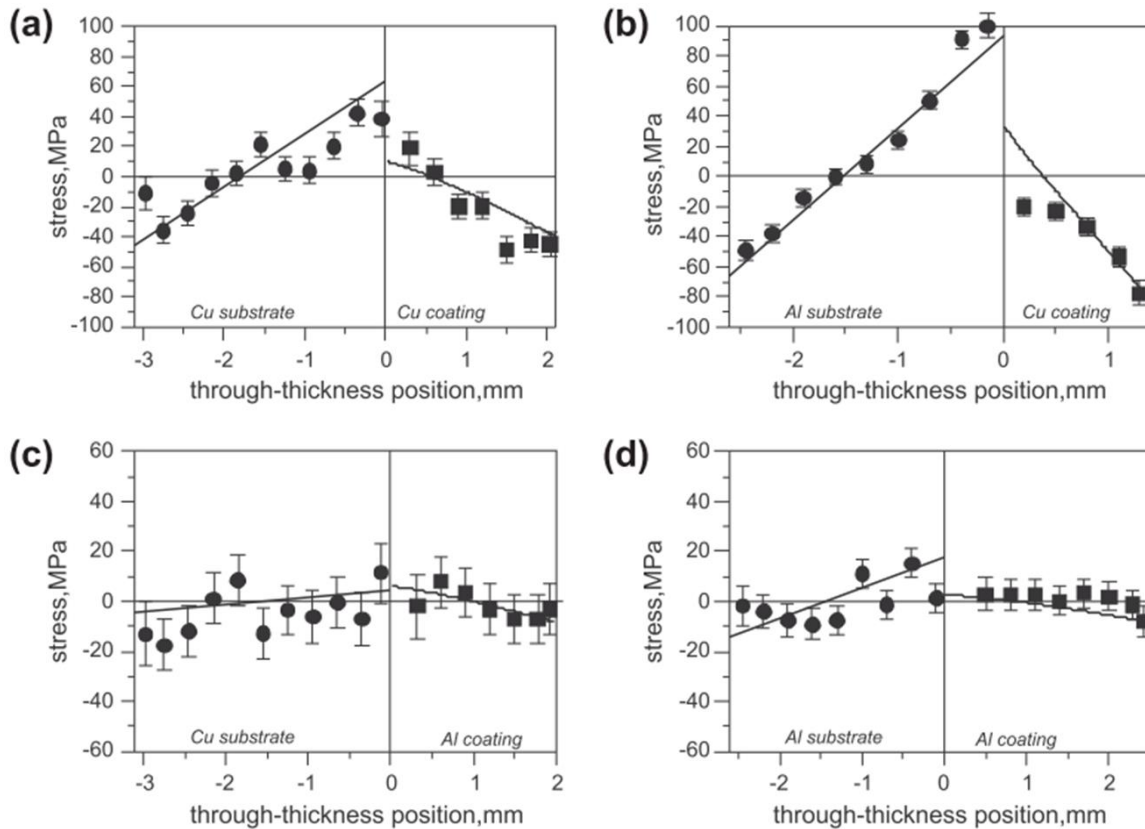 (a)
100
80
60
40
20
0
-20
-40
-60
-80
-100
stress,MPa
Cu substrate
Cu coating
-3
-2
-1
0
1
2
through-thickness position,mm
(b)
100
80
60
40
20
0
-20
-40
-60
-80
-100
stress,MPa
Al substrate
Cu coating
-2
-1
0
1
through-thickness position,mm
(c)
60
40
20
0
-20
-40
-60
stress,MPa
Cu substrate
Al coating
-3
-2
-1
0
1
2
through-thickness position,mm
(d)
60
40
20
0
-20
-40
-60
stress,MPa
Al substrate
Al coating
-2
-1
0
1
2
through-thickness position,mm